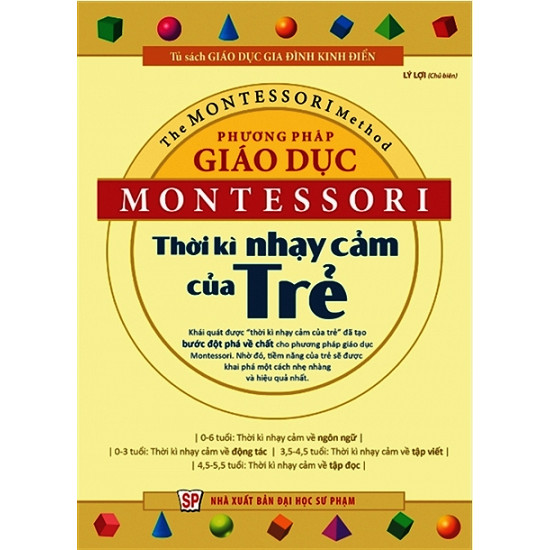 Tủ sách GIÁO DỤC GIA ĐÌNH KINH ĐIỂN
LÝ LỢI (Chủ biên)
The MONTESSORI Method
PHƯƠNG PHÁP
GIÁO DỤC
MONTESSORI
Thời kì nhạy cảm
của Trẻ
Khái quát được "thời kì nhạy cảm của trẻ" đã tạo
bước đột phá về chất cho phương pháp giáo dục
Montessori. Nhờ đó, tiềm năng của trẻ sẽ được
khai phá một cách nhẹ nhàng
và hiệu quả nhất.
| 0-6 tuổi: Thời kì nhạy cảm về ngôn ngữ |
| 0-3 tuổi: Thời kì nhạy cảm về động tác | 3,5-4,5 tuổi: Thời kì nhạy cảm về tập viết |
| 4,5-5,5 tuổi: Thời kì nhạy cảm về tập đọc |
SP NHÀ XUẤT BẢN ĐẠI HỌC SƯ PHẠM